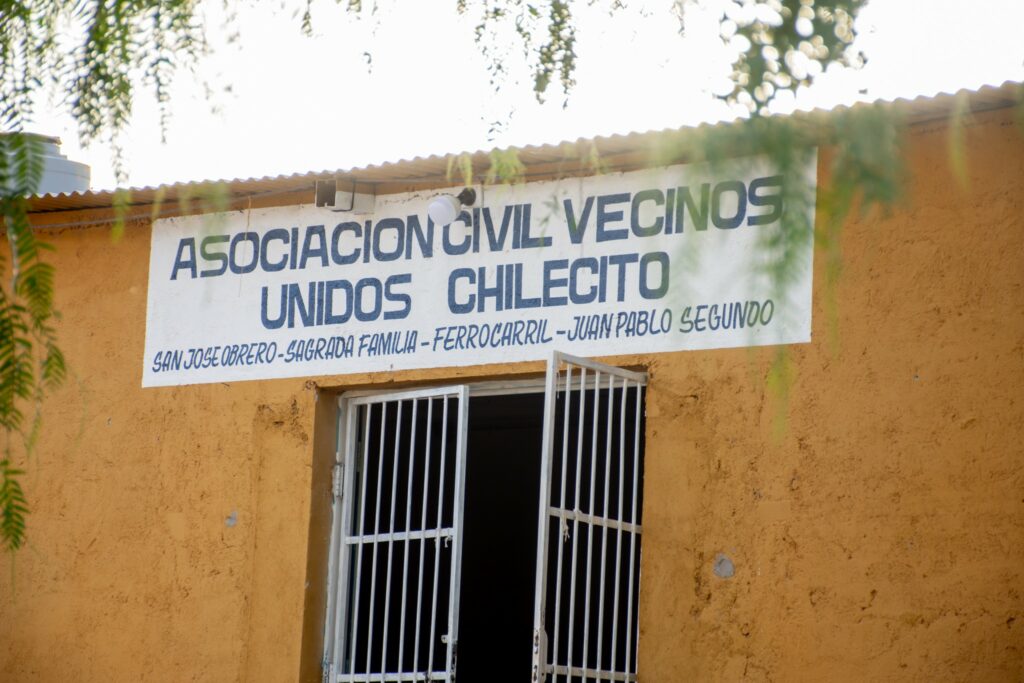 ASOCIACION CIVIL VECINOS
UNIDOS CHILECITO
SAN JOSE OBRERO - SAGRADA FAMILIA - FERROCARRIL - JUAN PABLO SEGUNDO